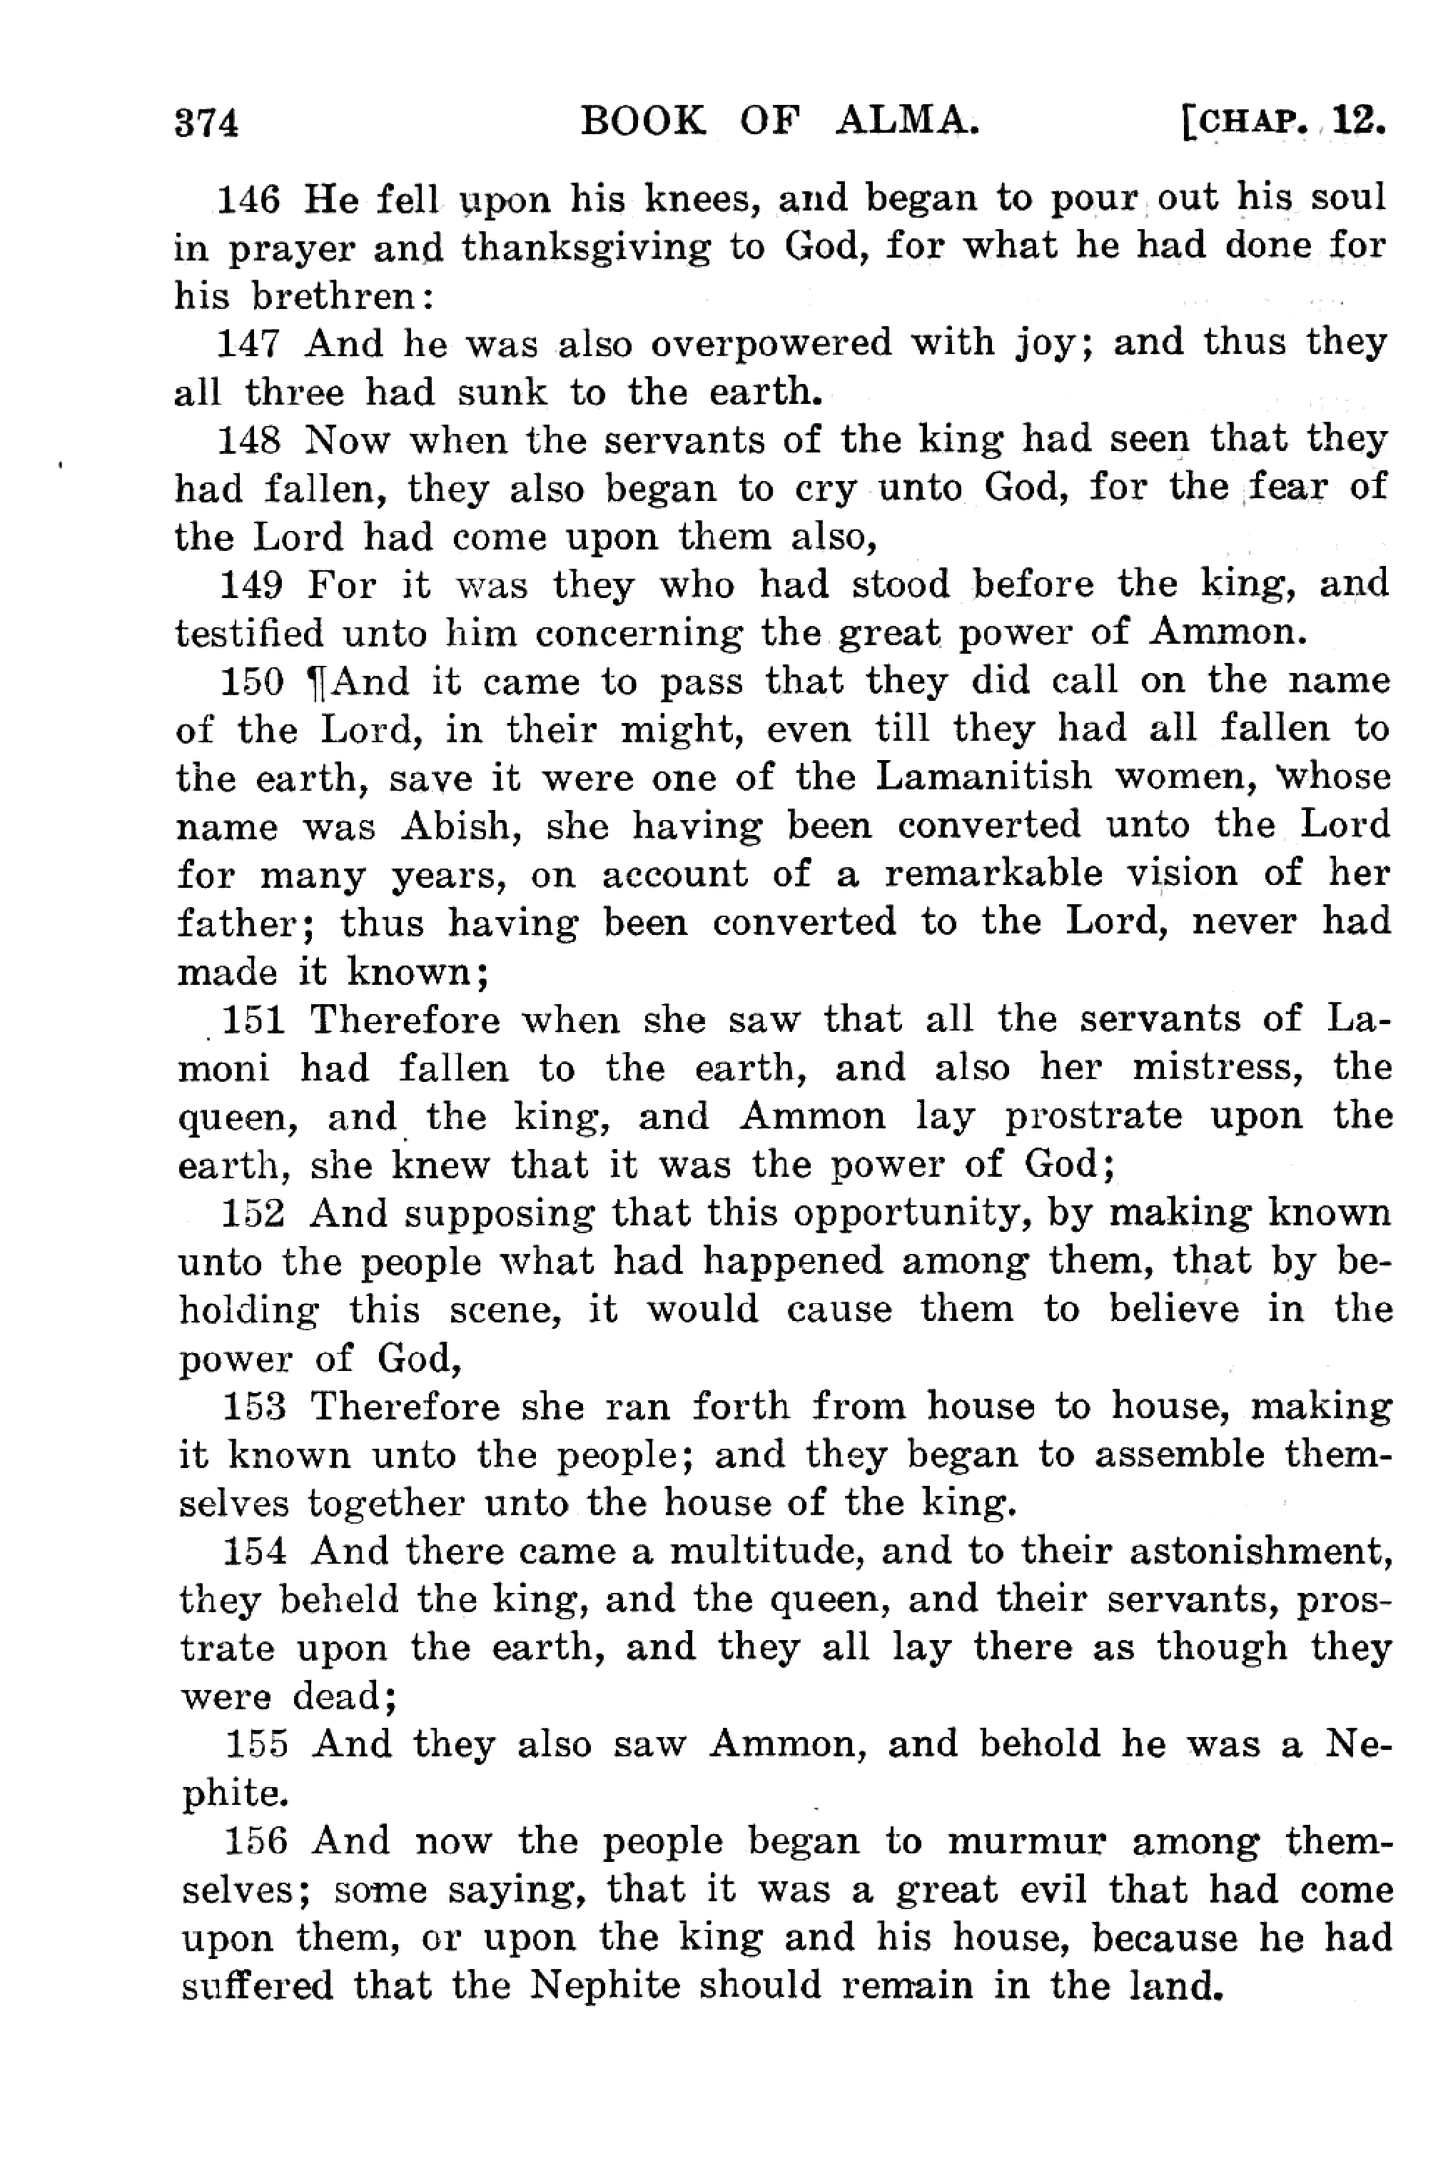 374 BOOK OF ALMA. [CHAP. 12.
146 He fell upon his knees, and began to pour out his soul
in prayer and thanksgiving to God, for what he had done for
his brethren:
147 And he was also overpowered with joy; and thus they
all three had sunk to the earth.
148 Now when the servants of the king had seen that they
had fallen, they also began to cry unto God, for the fear of
the Lord had come upon them also,
149 For it was they who had stood before the king, and
testified unto him concerning the great power of Ammon.
150 ¶And it came to pass that they did call on the name
of the Lord, in their might, even till they had all fallen to
the earth, save it were one of the Lamanitish women, whose
name was Abish, she having been converted unto the Lord
for many years, on account of a remarkable vision of her
father; thus having been converted to the Lord, never had
made it known;
151 Therefore when she saw that all the servants of La-
moni had fallen to the earth, and also her mistress, the
queen, and the king, and Ammon lay prostrate upon the
earth, she knew that it was the power of God;
152 And supposing that this opportunity, by making known
unto the people what had happened among them, that by be-
holding this scene, it would cause them to believe in the
power of God,
153 Therefore she ran forth from house to house, making
it known unto the people; and they began to assemble them-
selves together unto the house of the king.
154 And there came a multitude, and to their astonishment,
they beheld the king, and the queen, and their servants, pros-
trate upon the earth, and they all lay there as though they
were dead;
155 And they also saw Ammon, and behold he was a Ne-
phite.
156 And now the people began to murmur among them-
selves; some saying, that it was a great evil that had come
upon them, or upon the king and his house, because he had
suffered that the Nephite should remain in the land.